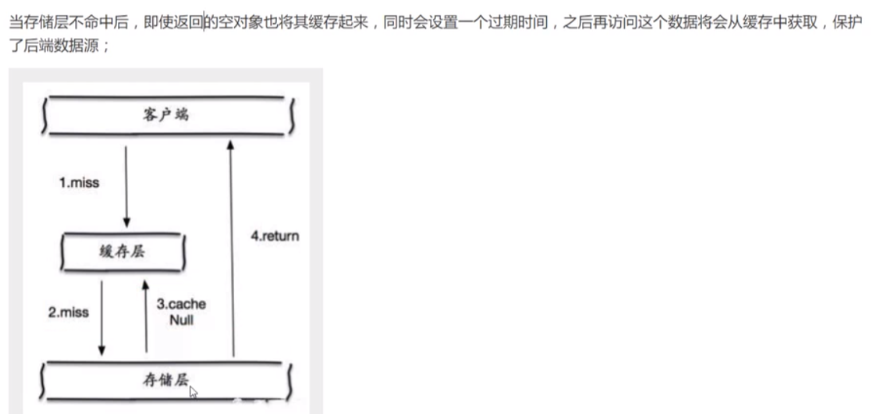 当存储层不命中后，即使返回的空对象也将其缓存起来，同时会设置一个过期时间，之后再访问这个数据将会从缓存中获取，保护
了后端数据源；
客户端
1.miss
4.return
缓存层
2.miss
3.cache
Null
存储层